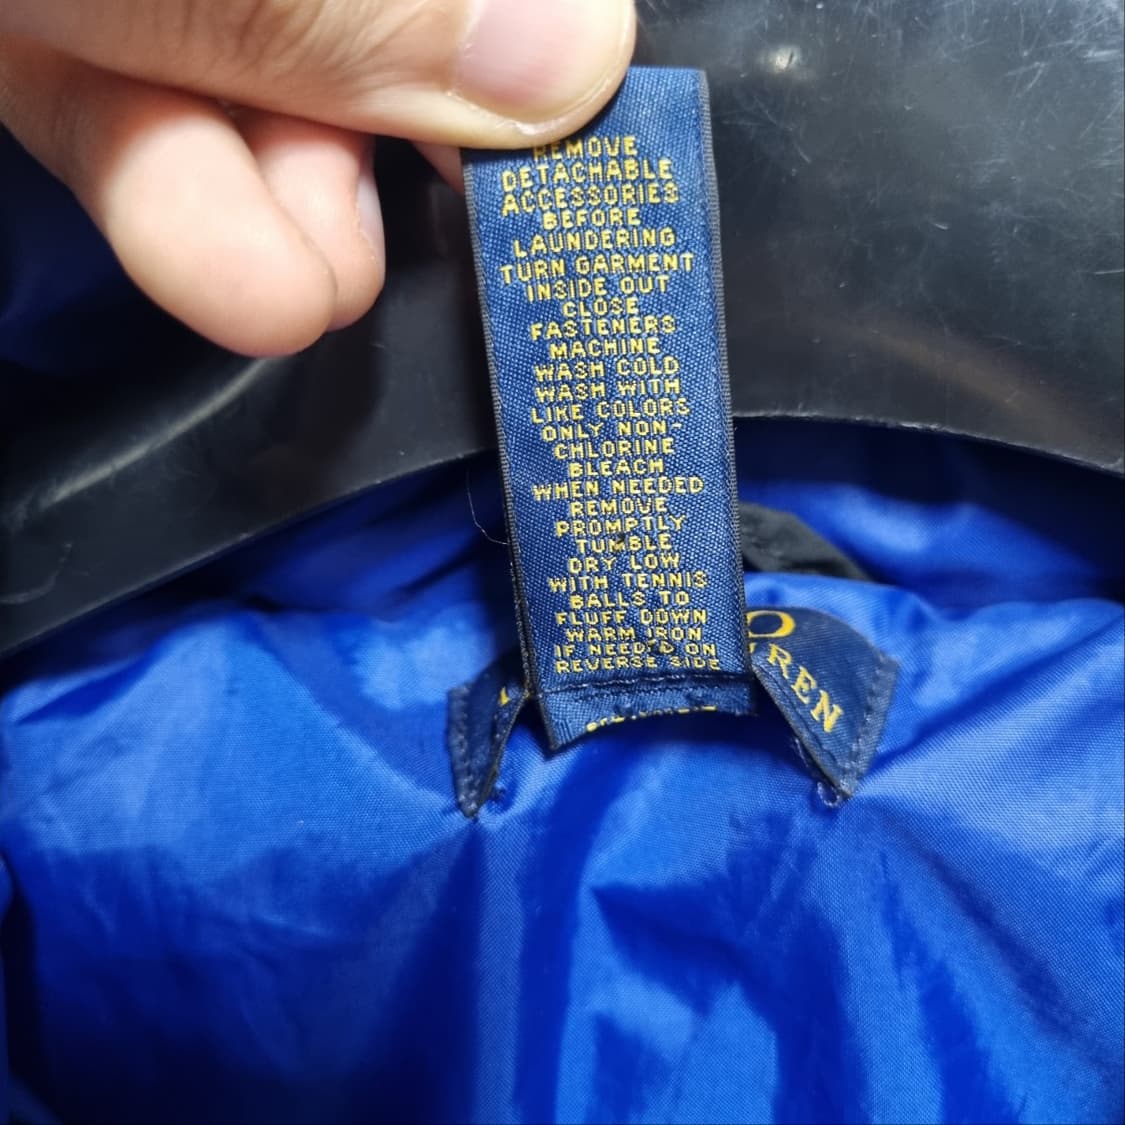 REMOVE
DETACHABLE
ACCESSORIES
BEFORE
LAUNDERING
TURN GARMENT
INSIDE OUT
CLOSE
FASTENERS
MACHINE
WASH COLD
WASH WITH
LIKE COLORS
ONLY NON-
CHLORINE
BLEACH
WHEN NEEDED
REMOVE
PROMPTLY
TUMBLE
DRY LOW
WITH TENNIS
BALLS TO
FLUFF DOWN
WARM IRON
IF NEEDED ON
REVERSE SIDE
O
REN